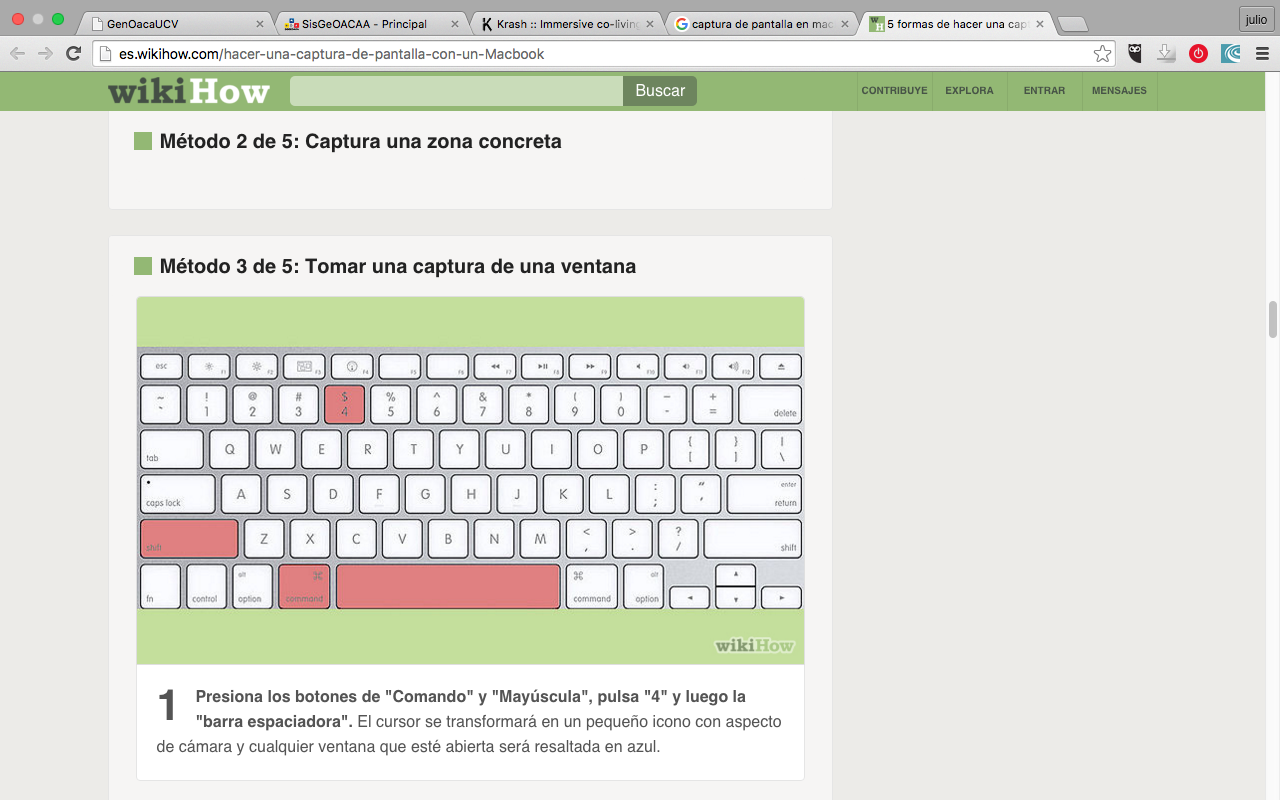 GenOacaUCV
SisGeOACAA - Principal
Krash :: Immersive co-living
captura de pantalla en mac
5 formas de hacer una cap
julio
es.wikihow.com/hacer-una-captura-de-pantalla-con-un-Macbook
wikiHow
Buscar
CONTRIBUYE
EXPLORA
ENTRAR
MENSAJES
Método 2 de 5: Captura una zona concreta
Método 3 de 5: Tomar una captura de una ventana
esc F1 F2 F3 F4 F5 F6 F7 F8 F9 F10 F11 F12
~ ! @ # $ % ^ & * ( ) – +
` 1 2 3 4 5 6 7 8 9 0 - = delete
tab Q W E R T Y U I O P { [ } ] | \
caps lock A S D F G H J K L : ; " ' enter return
shift Z X C V B N M < , > . ? / shift
fn control alt option ⌘ command ⌘ command alt option
wikiHow
1 Presiona los botones de "Comando" y "Mayúscula", pulsa "4" y luego la
"barra espaciadora". El cursor se transformará en un pequeño icono con aspecto
de cámara y cualquier ventana que esté abierta será resaltada en azul.